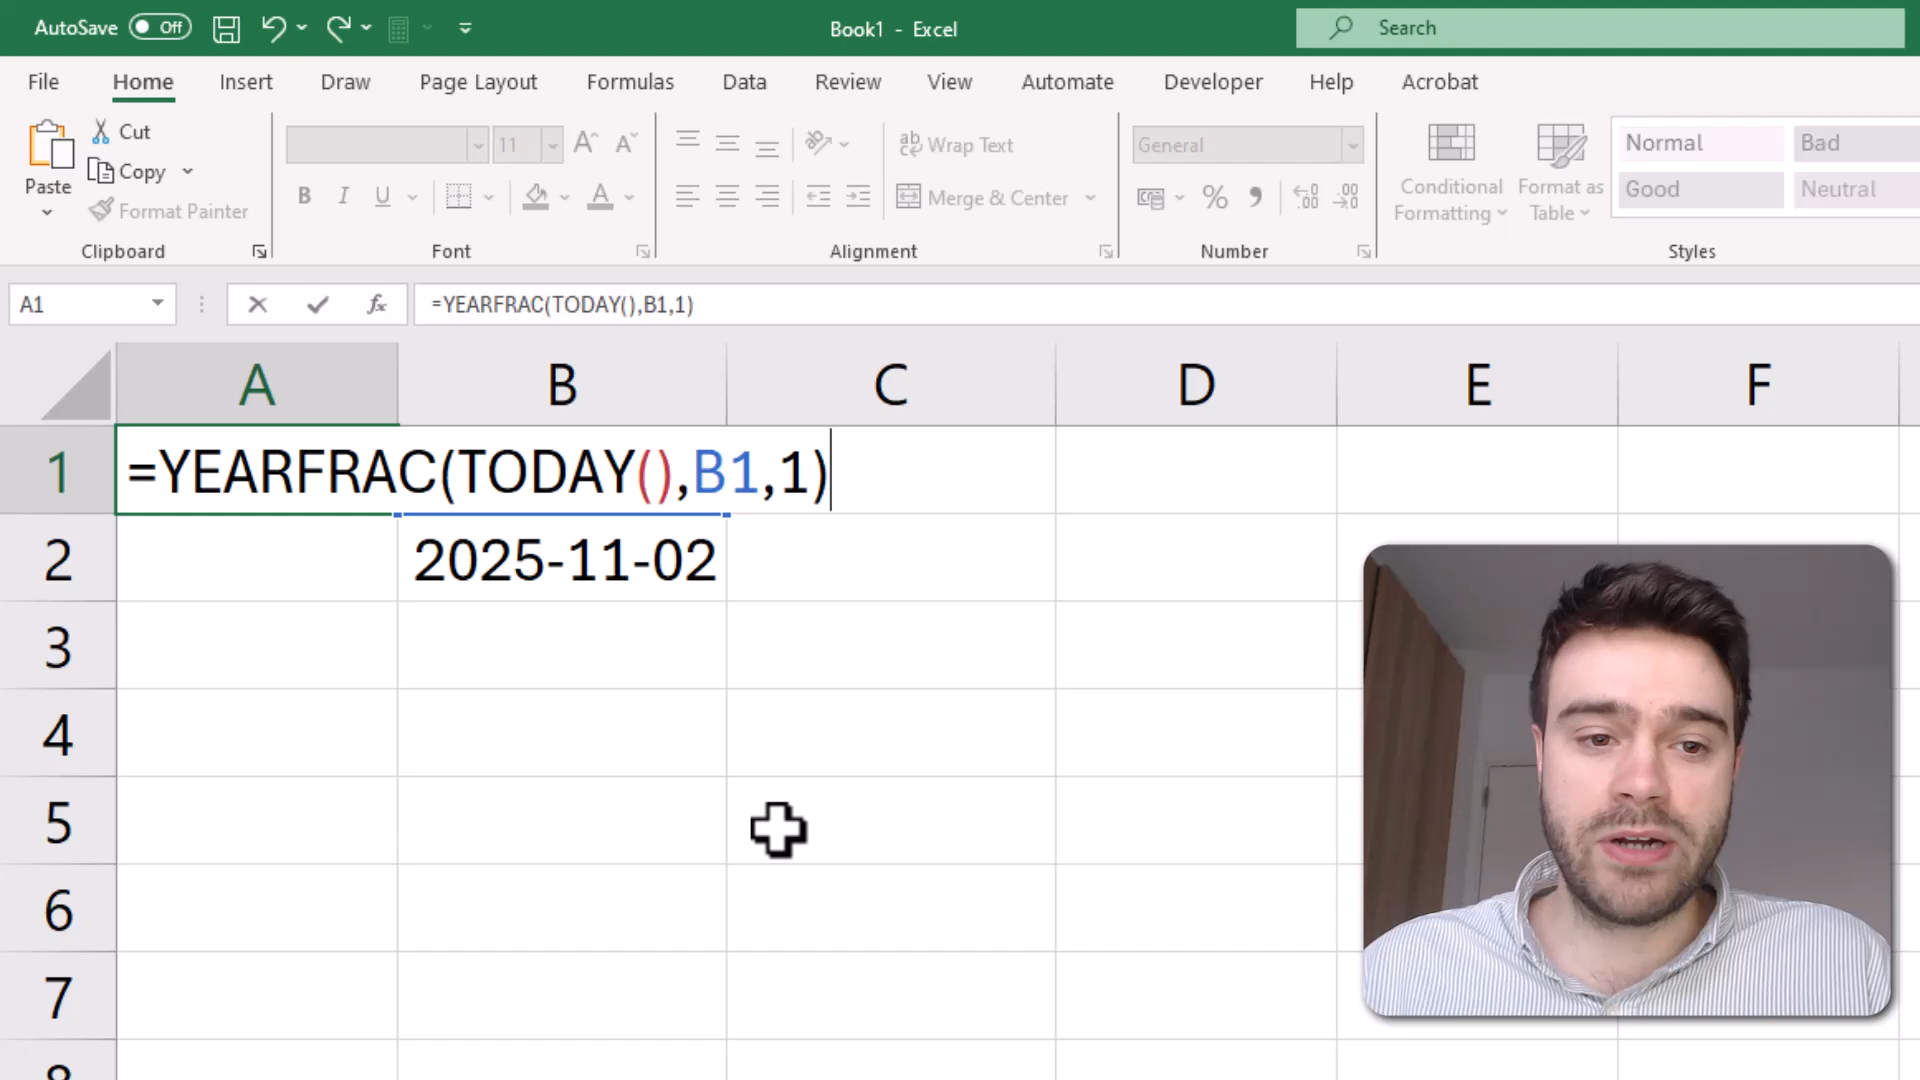 AutoSave Off
Book1 - Excel
Search
File Home Insert Draw Page Layout Formulas Data Review View Automate Developer Help Acrobat
Paste
Cut
Copy
Format Painter
Clipboard
11
B I U
Font
Wrap Text
Merge & Center
Alignment
General
Number
Conditional
Formatting
Format as
Table
Normal Bad
Good Neutral
Styles
A1
fx
=YEARFRAC(TODAY(),B1,1)
A B C D E F
1 =YEARFRAC(TODAY(),B1,1)
2 2025-11-02
3
4
5
6
7
8